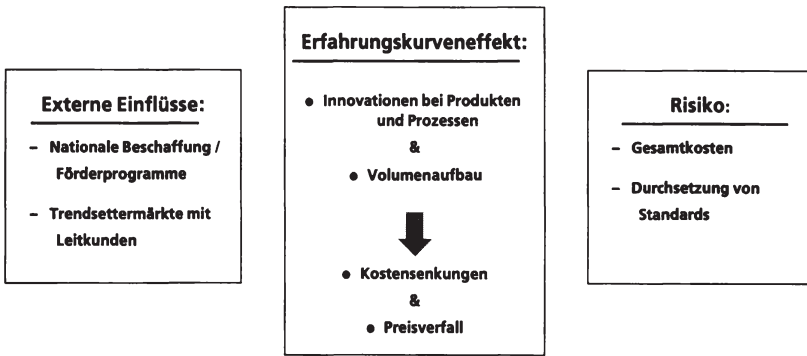 Externe Einflüsse:
– Nationale Beschaffung /
Förderprogramme
– Trendsettermärkte mit
Leitkunden
Erfahrungskurveneffekt:
● Innovationen bei Produkten
und Prozessen
&
● Volumenaufbau
● Kostensenkungen
&
● Preisverfall
Risiko:
– Gesamtkosten
– Durchsetzung von
Standards